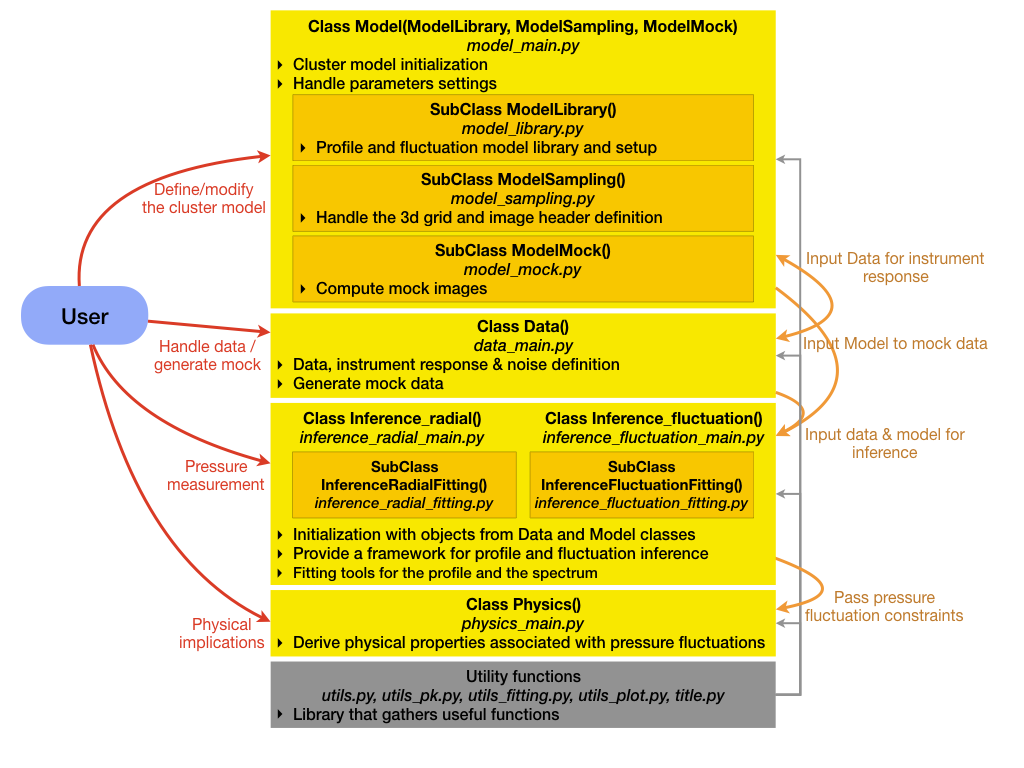 Class Model(ModelLibrary, ModelSampling, ModelMock)
model_main.py
Cluster model initialization
Handle parameters settings
SubClass ModelLibrary()
model_library.py
Profile and fluctuation model library and setup
SubClass ModelSampling()
model_sampling.py
Handle the 3d grid and image header definition
SubClass ModelMock()
model_mock.py
Compute mock images
Define/modify
the cluster model
User
Handle data /
generate mock
Pressure
measurement
Physical
implications
Class Data()
data_main.py
Data, instrument response & noise definition
Generate mock data
Class Inference_radial()
inference_radial_main.py
SubClass
InferenceRadialFitting()
inference_radial_fitting.py
Class Inference_fluctuation()
inference_fluctuation_main.py
SubClass
InferenceFluctuationFitting()
inference_fluctuation_fitting.py
Initialization with objects from Data and Model classes
Provide a framework for profile and fluctuation inference
Fitting tools for the profile and the spectrum
Class Physics()
physics_main.py
Derive physical properties associated with pressure fluctuations
Utility functions
utils.py, utils_pk.py, utils_fitting.py, utils_plot.py, title.py
Library that gathers useful functions
Input Data for instrument
response
Input Model to mock data
Input data & model for
inference
Pass pressure
fluctuation constraints